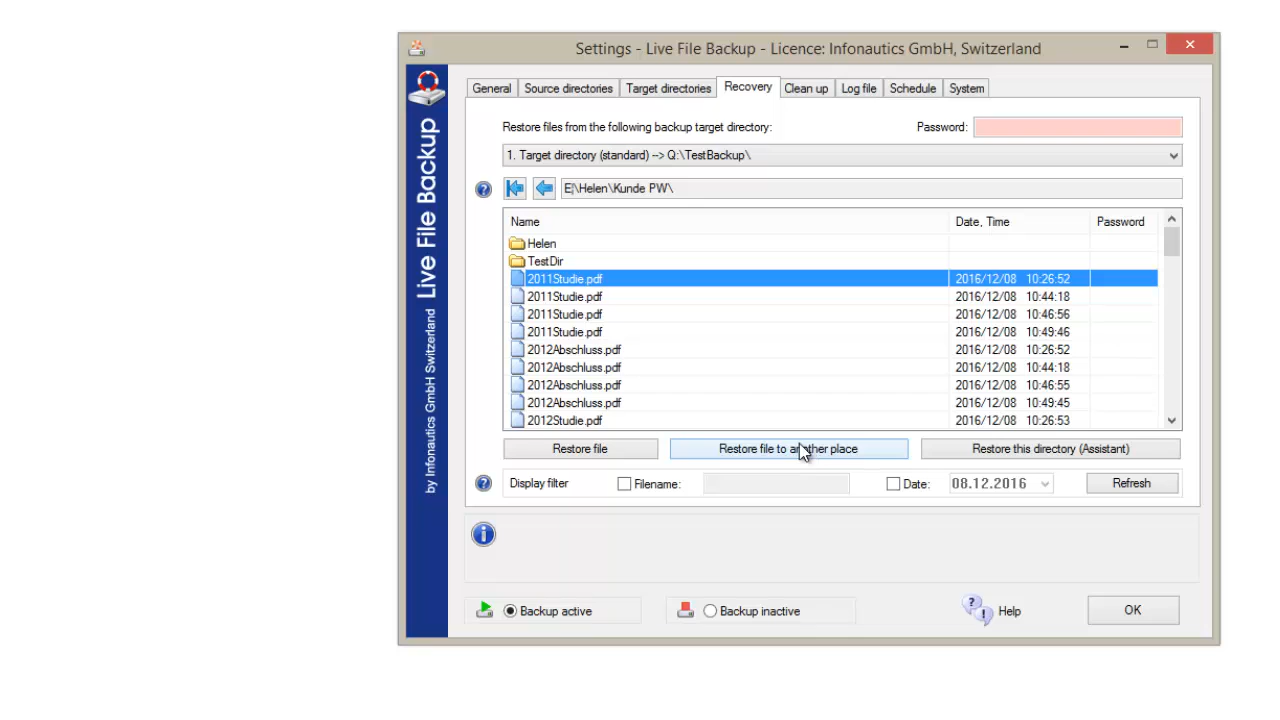 Settings - Live File Backup - Licence: Infonautics GmbH, Switzerland
by Infonautics GmbH Switzerland Live File Backup
General Source directories Target directories Recovery Clean up Log file Schedule System
Restore files from the following backup target directory: Password:
1. Target directory (standard) --> Q:\TestBackup\
E|\Helen\Kunde PW\
Name Date, Time Password
Helen
TestDir
2011Studie.pdf 2016/12/08 10:26:52
2011Studie.pdf 2016/12/08 10:44:18
2011Studie.pdf 2016/12/08 10:46:56
2011Studie.pdf 2016/12/08 10:49:46
2012Abschluss.pdf 2016/12/08 10:26:52
2012Abschluss.pdf 2016/12/08 10:44:18
2012Abschluss.pdf 2016/12/08 10:46:55
2012Abschluss.pdf 2016/12/08 10:49:45
2012Studie.pdf 2016/12/08 10:26:53
Restore file Restore file to another place Restore this directory (Assistant)
Display filter Filename: Date: 08.12.2016 Refresh
Backup active Backup inactive Help OK